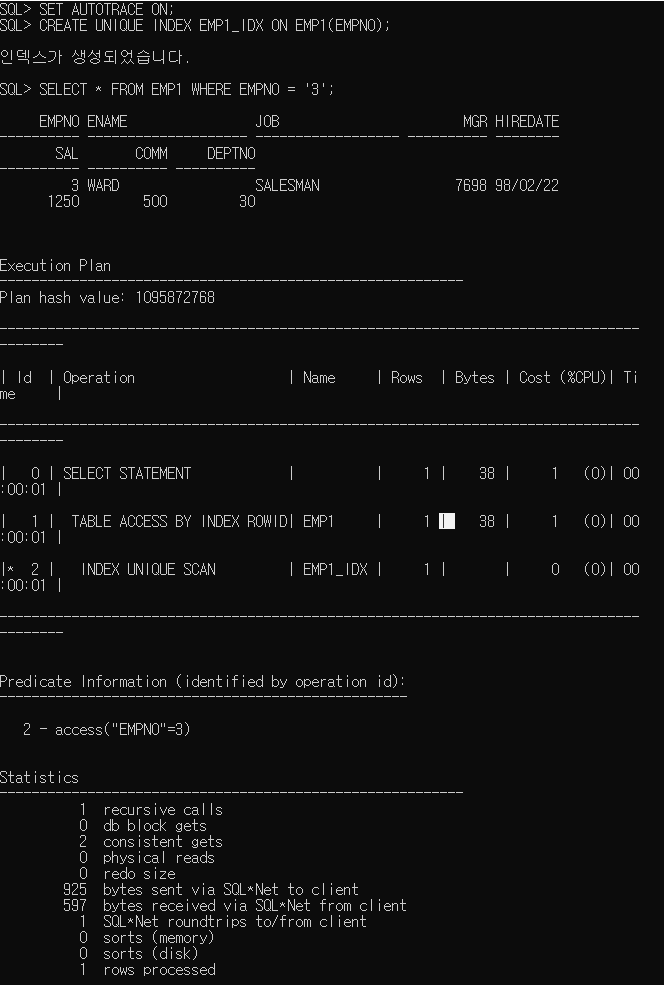 SQL> SET AUTOTRACE ON;
SQL> CREATE UNIQUE INDEX EMP1_IDX ON EMP1(EMPNO);
인덱스가 생성되었습니다.
SQL> SELECT * FROM EMP1 WHERE EMPNO = '3';
     EMPNO ENAME                JOB                         MGR HIREDATE
---------- -------------------- ------------------ ---------- --------
       SAL       COMM     DEPTNO
---------- ---------- ----------
         3 WARD                 SALESMAN                   7698 98/02/22
      1250        500         30
Execution Plan
----------------------------------------------------------
Plan hash value: 1095872768
--------------------------------------------------------------------------------
--------
| Id  | Operation                   | Name     | Rows  | Bytes | Cost (%CPU)| Ti
me     |
--------------------------------------------------------------------------------
--------
|   0 | SELECT STATEMENT            |          |     1 |    38 |     1   (0)| 00
:00:01 |
|   1 |  TABLE ACCESS BY INDEX ROWID| EMP1     |     1 |    38 |     1   (0)| 00
:00:01 |
|*  2 |   INDEX UNIQUE SCAN         | EMP1_IDX |     1 |       |     0   (0)| 00
:00:01 |
--------------------------------------------------------------------------------
--------
Predicate Information (identified by operation id):
---------------------------------------------------
   2 - access("EMPNO"=3)
Statistics
----------------------------------------------------------
          1  recursive calls
          0  db block gets
          2  consistent gets
          0  physical reads
          0  redo size
        925  bytes sent via SQL*Net to client
        597  bytes received via SQL*Net from client
          1  SQL*Net roundtrips to/from client
          0  sorts (memory)
          0  sorts (disk)
          1  rows processed